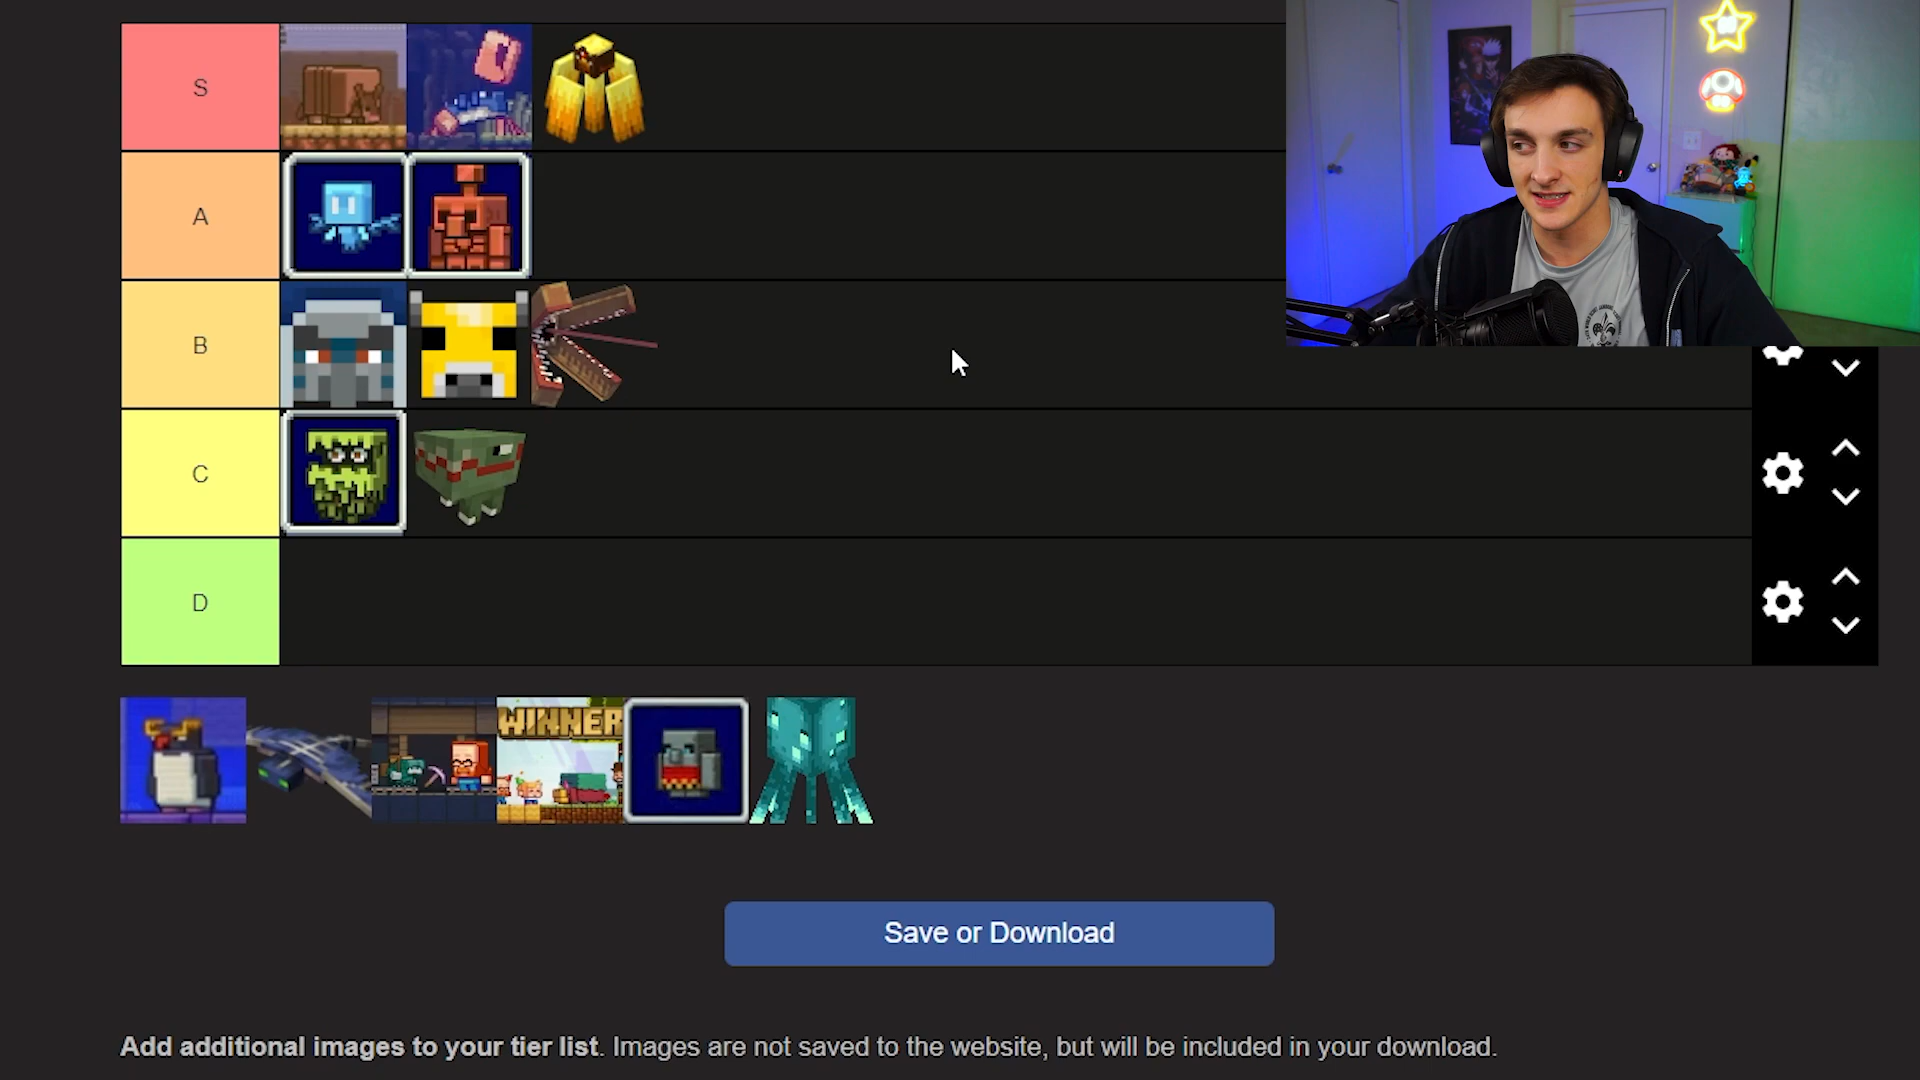 S
A
B
C
D
WINNER
Save or Download
Add additional images to your tier list. Images are not saved to the website, but will be included in your download.